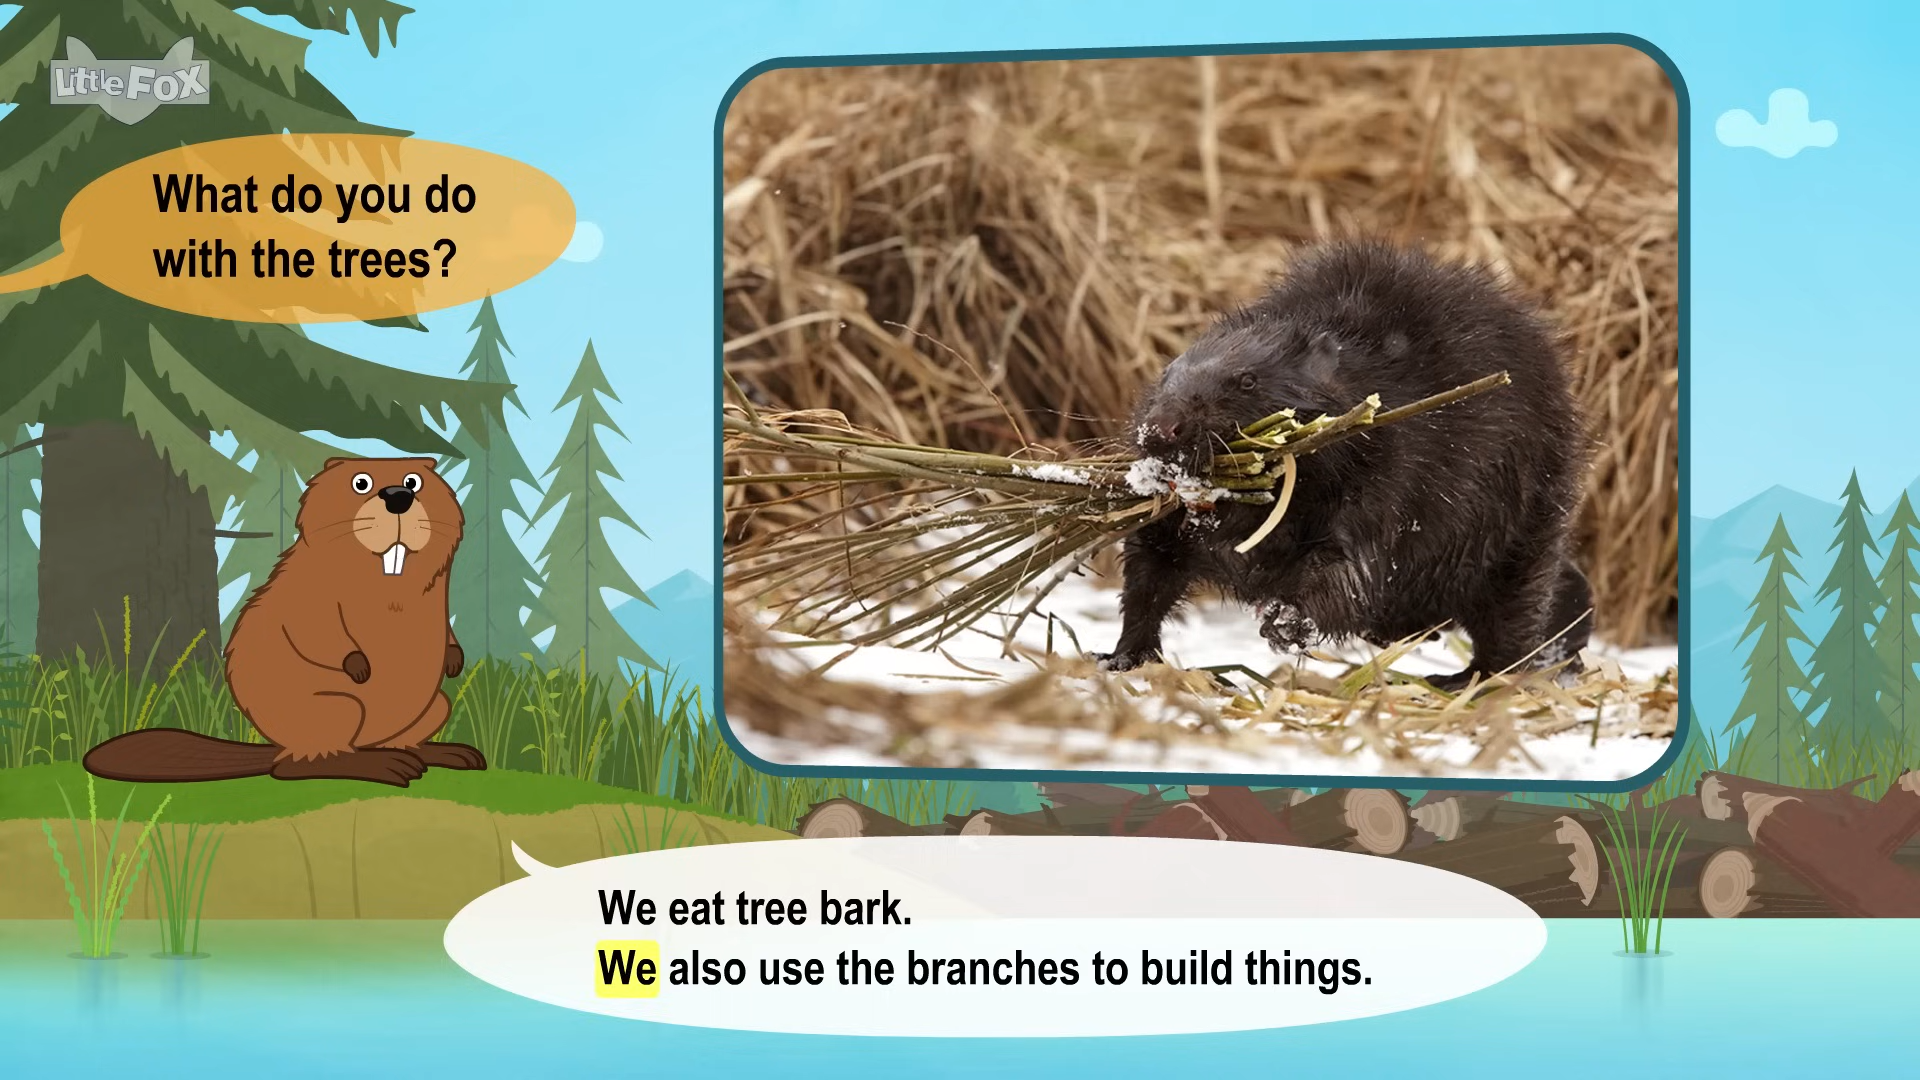 Little Fox
What do you do
with the trees?
We eat tree bark.
We also use the branches to build things.